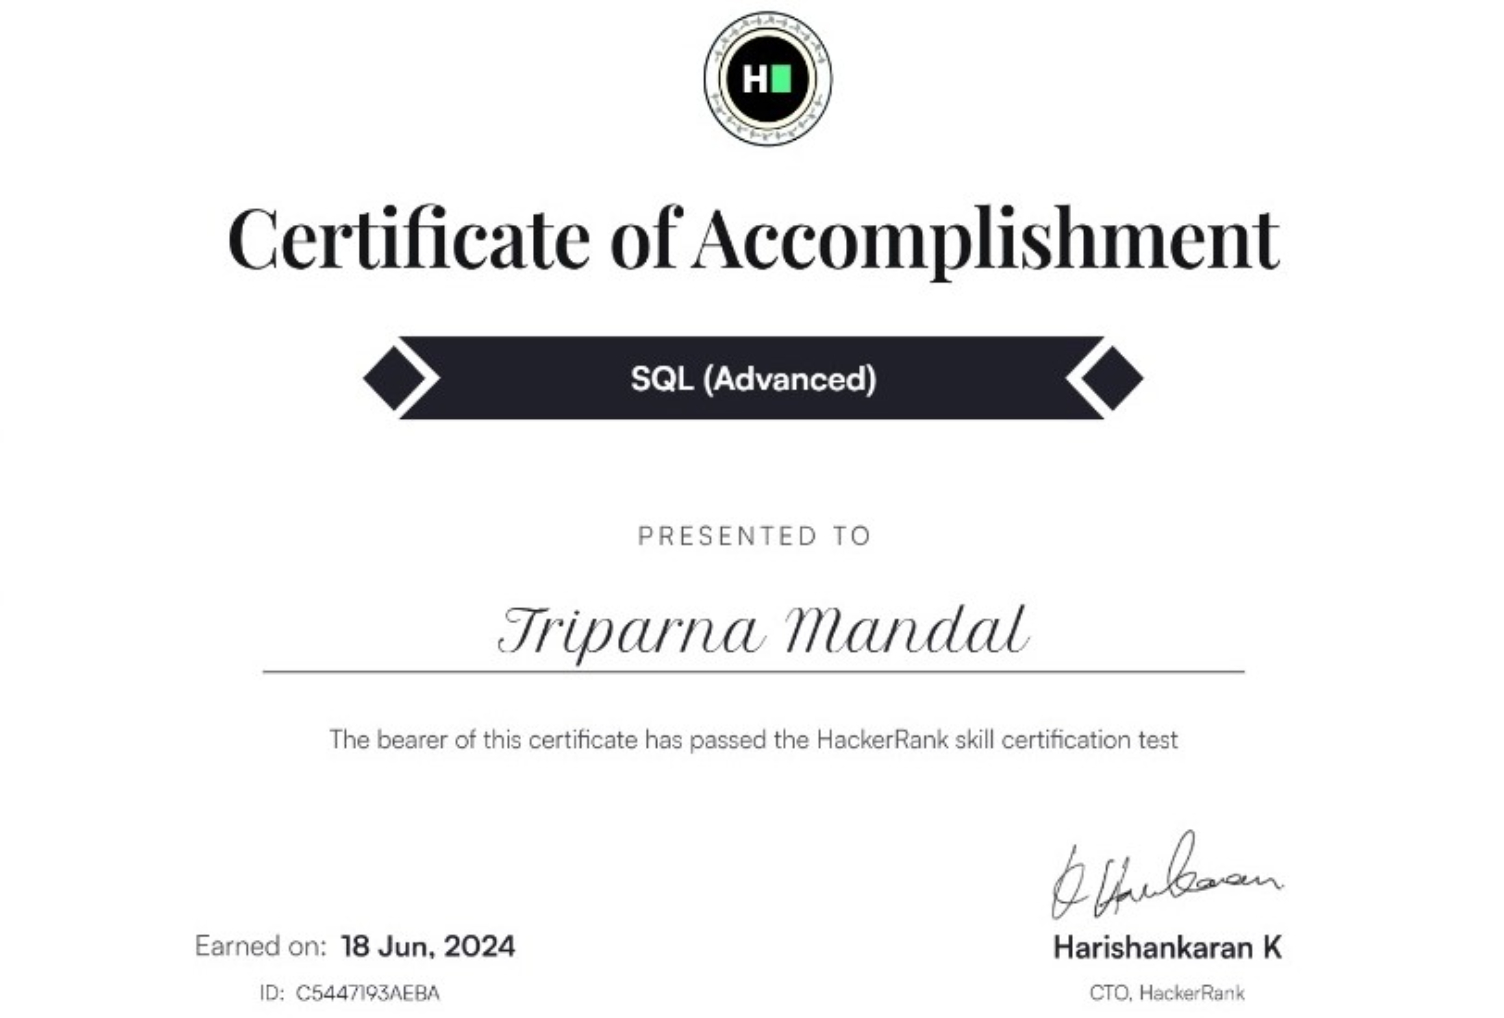 H
Certificate of Accomplishment
SQL (Advanced)
PRESENTED TO
Triparna Mandal
The bearer of this certificate has passed the HackerRank skill certification test
Earned on: 18 Jun, 2024
ID: C5447193AEBA
Harishankaran K
CTO, HackerRank